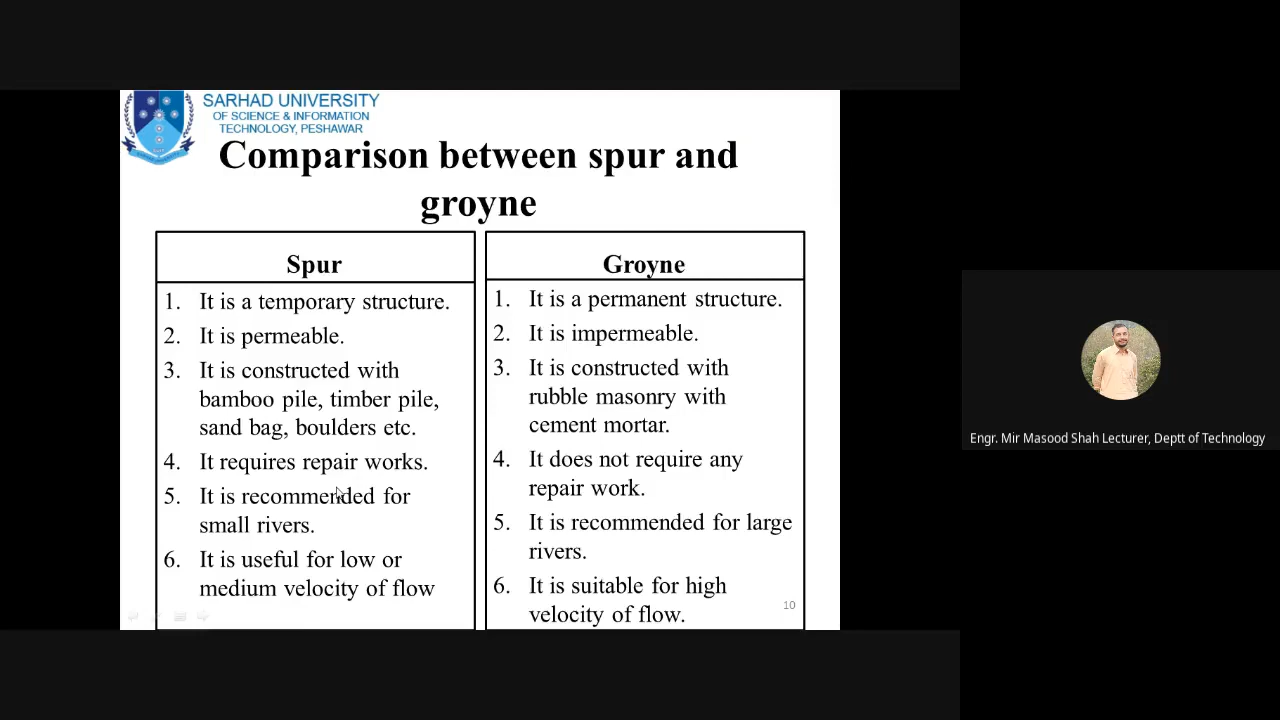 SARHAD UNIVERSITY
OF SCIENCE & INFORMATION
TECHNOLOGY, PESHAWAR
Comparison between spur and
groyne
Spur
1. It is a temporary structure.
2. It is permeable.
3. It is constructed with
bamboo pile, timber pile,
sand bag, boulders etc.
4. It requires repair works.
5. It is recommended for
small rivers.
6. It is useful for low or
medium velocity of flow
Groyne
1. It is a permanent structure.
2. It is impermeable.
3. It is constructed with
rubble masonry with
cement mortar.
4. It does not require any
repair work.
5. It is recommended for large
rivers.
6. It is suitable for high
velocity of flow.
10
Engr. Mir Masood Shah Lecturer, Deptt of Technology